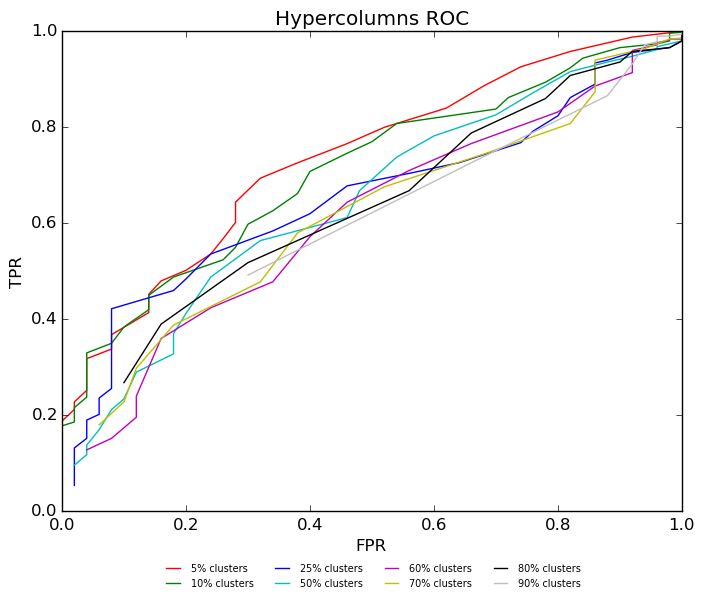 Hypercolumns ROC
1.0
0.8
0.6
0.4
0.2
0.0
TPR
0.0 0.2 0.4 0.6 0.8 1.0
FPR
5% clusters 25% clusters 60% clusters 80% clusters
10% clusters 50% clusters 70% clusters 90% clusters